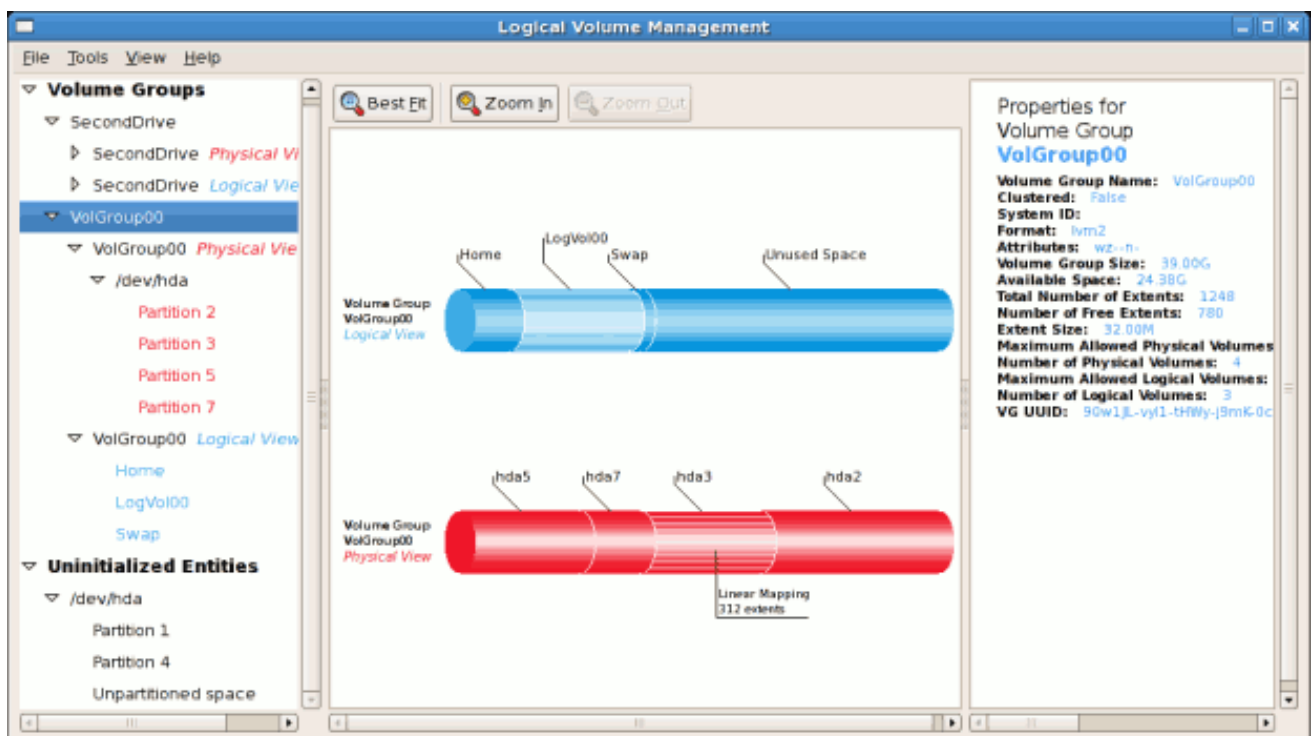 Logical Volume Management
File Tools View Help
Volume Groups
SecondDrive
SecondDrive Physical Vi
SecondDrive Logical Vie
VolGroup00
VolGroup00 Physical Vie
/dev/hda
Partition 2
Partition 3
Partition 5
Partition 7
VolGroup00 Logical View
Home
LogVol00
Swap
Uninitialized Entities
/dev/hda
Partition 1
Partition 4
Unpartitioned space
Best Fit
Zoom In
Zoom Out
Home
LogVol00
Swap
Unused Space
Volume Group
VolGroup00
Logical View
hda5
hda7
hda3
hda2
Volume Group
VolGroup00
Physical View
Linear Mapping
312 extents
Properties for
Volume Group
VolGroup00
Volume Group Name: VolGroup00
Clustered: False
System ID:
Format: lvm2
Attributes: wz--n-
Volume Group Size: 39.00G
Available Space: 24.38G
Total Number of Extents: 1248
Number of Free Extents: 780
Extent Size: 32.00M
Maximum Allowed Physical Volumes
Number of Physical Volumes: 4
Maximum Allowed Logical Volumes:
Number of Logical Volumes: 3
VG UUID: 90w1JL-vyl1-tHWy-j9mK-0c